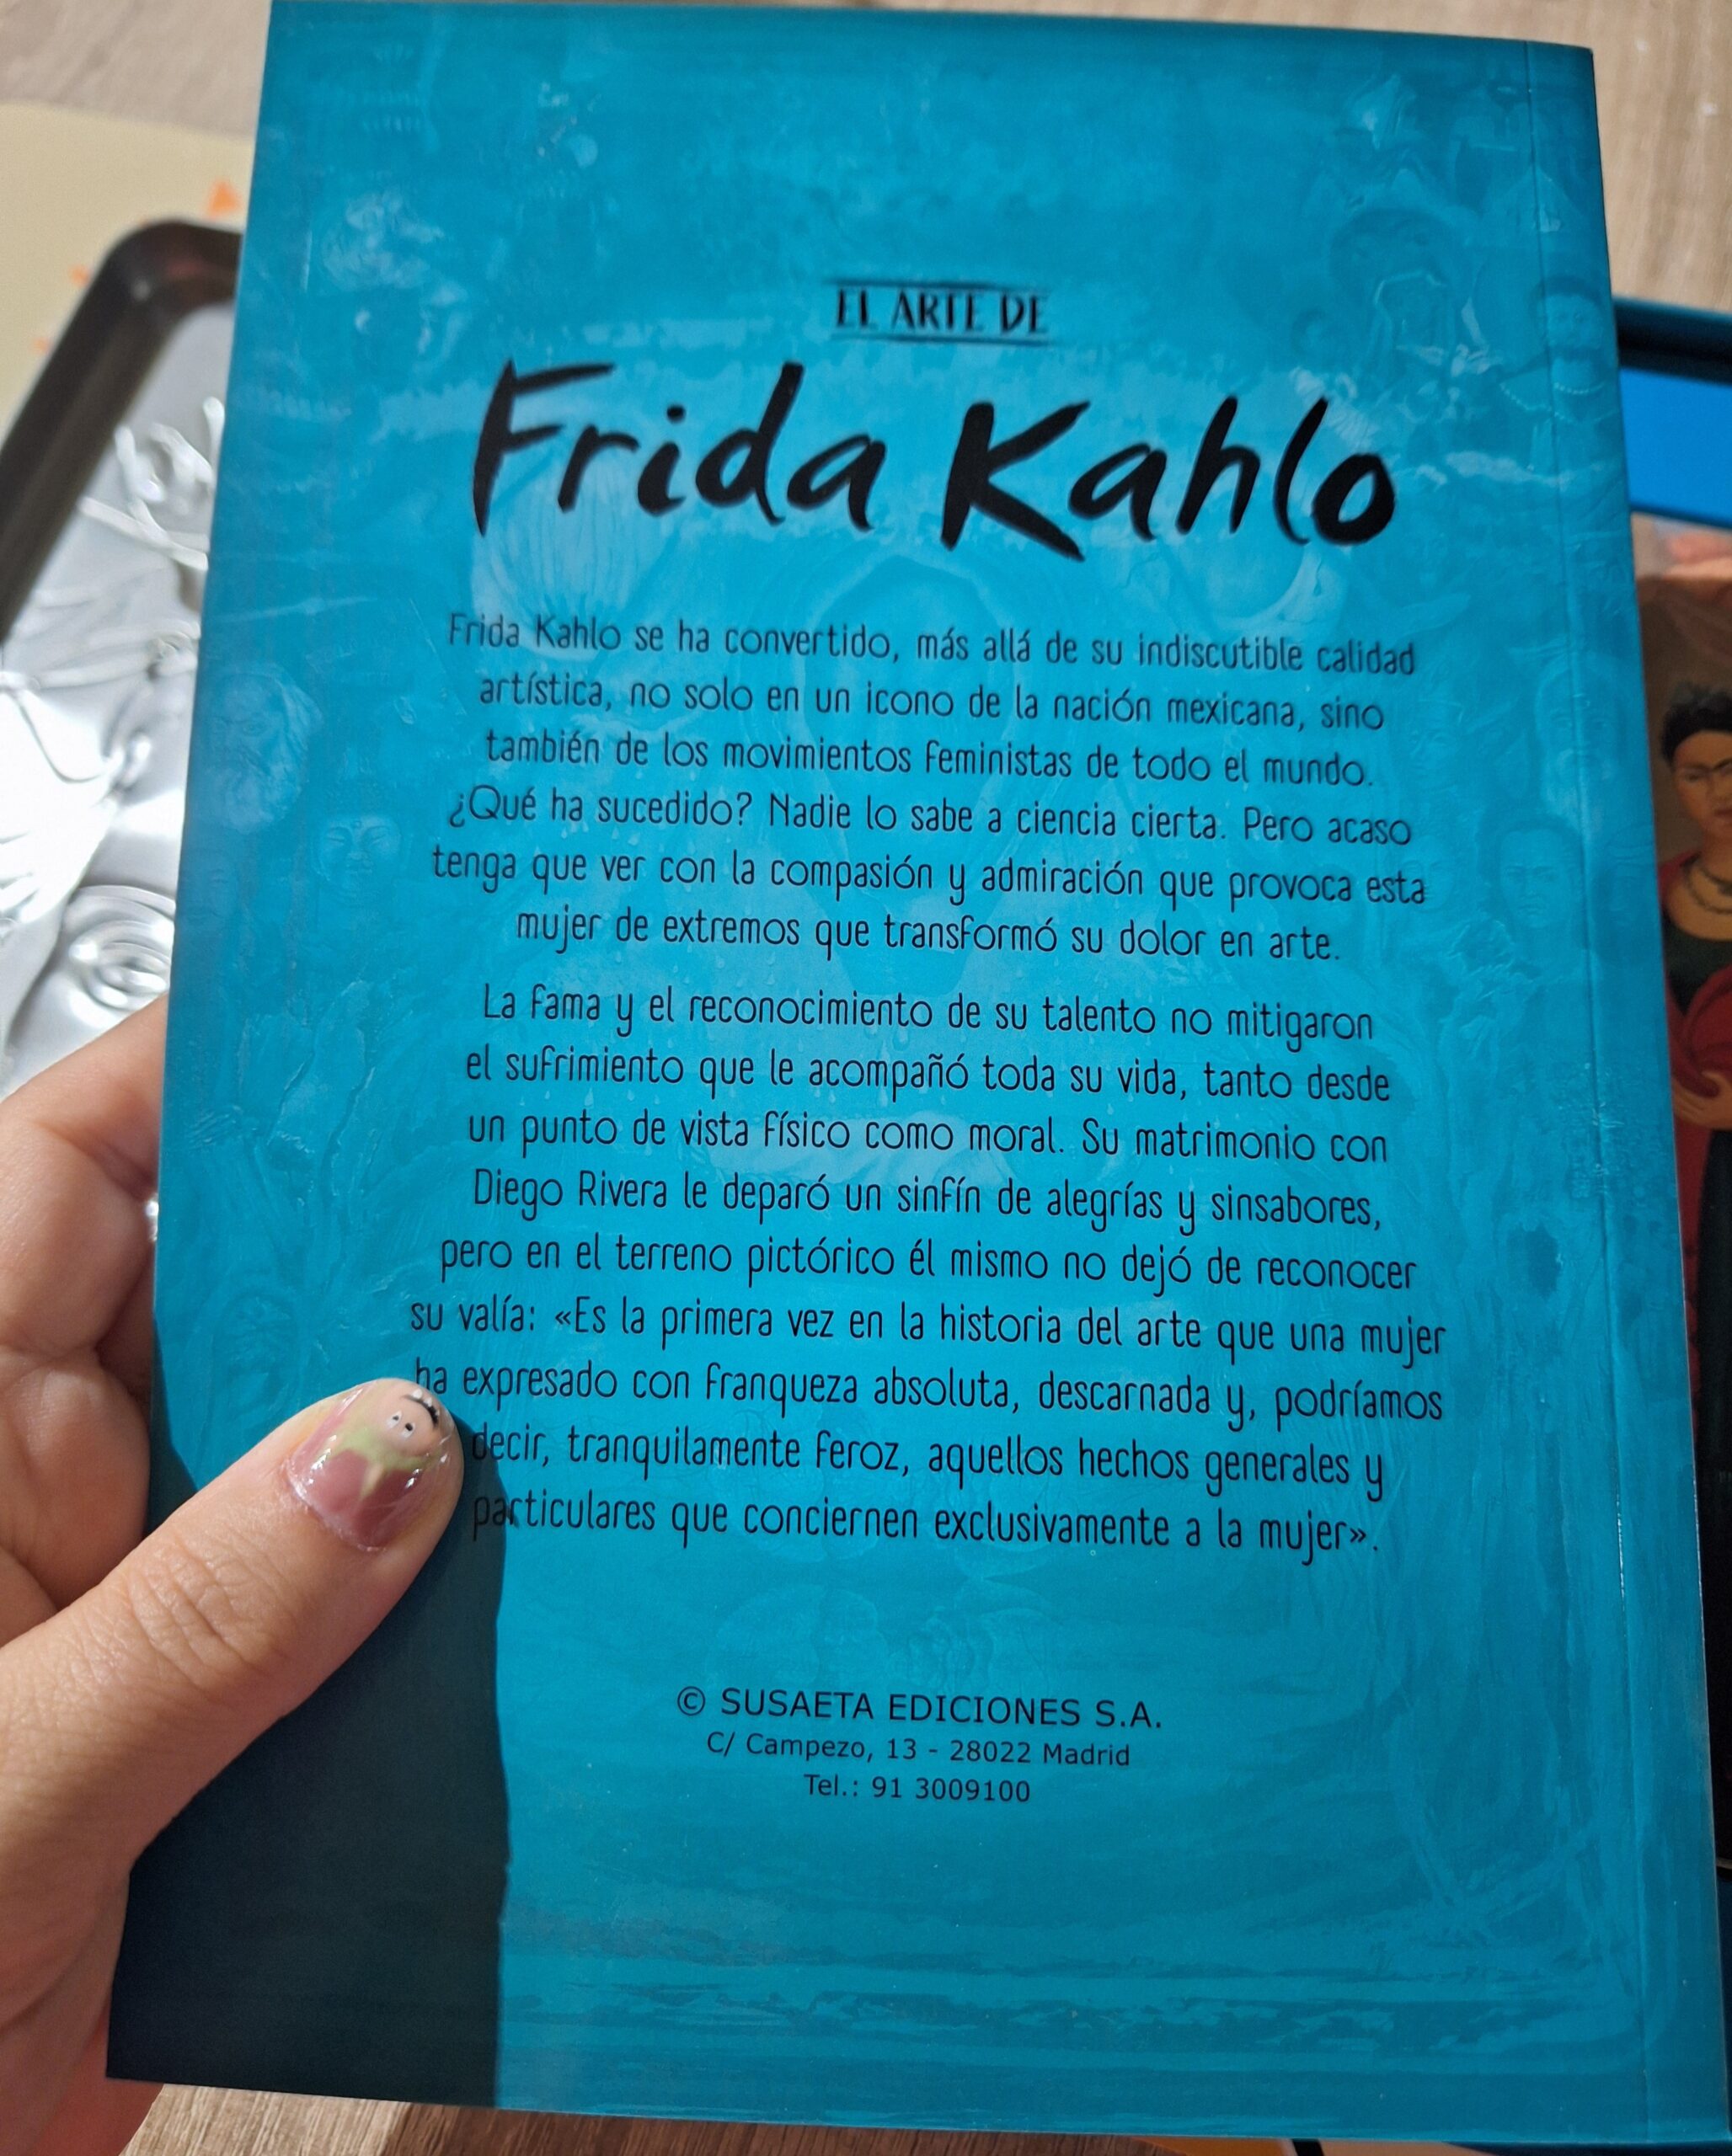 EL ARTE DE
Frida Kahlo
Frida Kahlo se ha convertido, más allá de su indiscutible calidad
artística, no solo en un icono de la nación mexicana, sino
también de los movimientos feministas de todo el mundo.
¿Qué ha sucedido? Nadie lo sabe a ciencia cierta. Pero acaso
tenga que ver con la compasión y admiración que provoca esta
mujer de extremos que transformó su dolor en arte.
La fama y el reconocimiento de su talento no mitigaron
el sufrimiento que le acompañó toda su vida, tanto desde
un punto de vista físico como moral. Su matrimonio con
Diego Rivera le deparó un sinfín de alegrías y sinsabores,
pero en el terreno pictórico él mismo no dejó de reconocer
su valía: «Es la primera vez en la historia del arte que una mujer
ha expresado con franqueza absoluta, descarnada y, podríamos
decir, tranquilamente feroz, aquellos hechos generales y
particulares que conciernen exclusivamente a la mujer».
© SUSAETA EDICIONES S.A.
C/ Campezo, 13 - 28022 Madrid
Tel.: 91 3009100